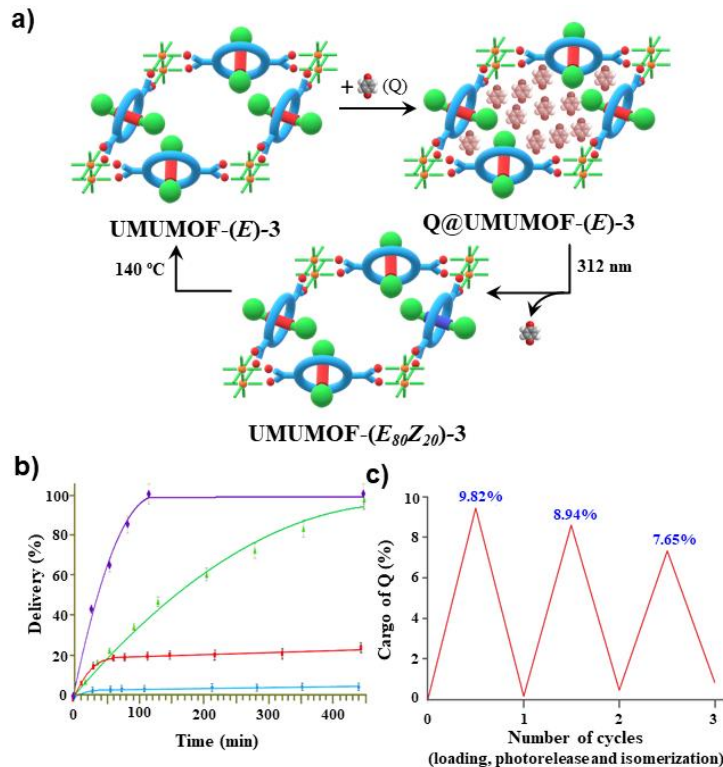 a)
+ (Q)
UMUMOF-(E)-3
Q@UMUMOF-(E)-3
140 ºC
312 nm
UMUMOF-(E80Z20)-3
b)
Delivery (%)
100
80
60
40
20
0
0
100
200
300
400
Time (min)
c)
Cargo of Q (%)
10
8
6
4
2
0
9.82%
8.94%
7.65%
0
1
2
3
Number of cycles
(loading, photorelease and isomerization)